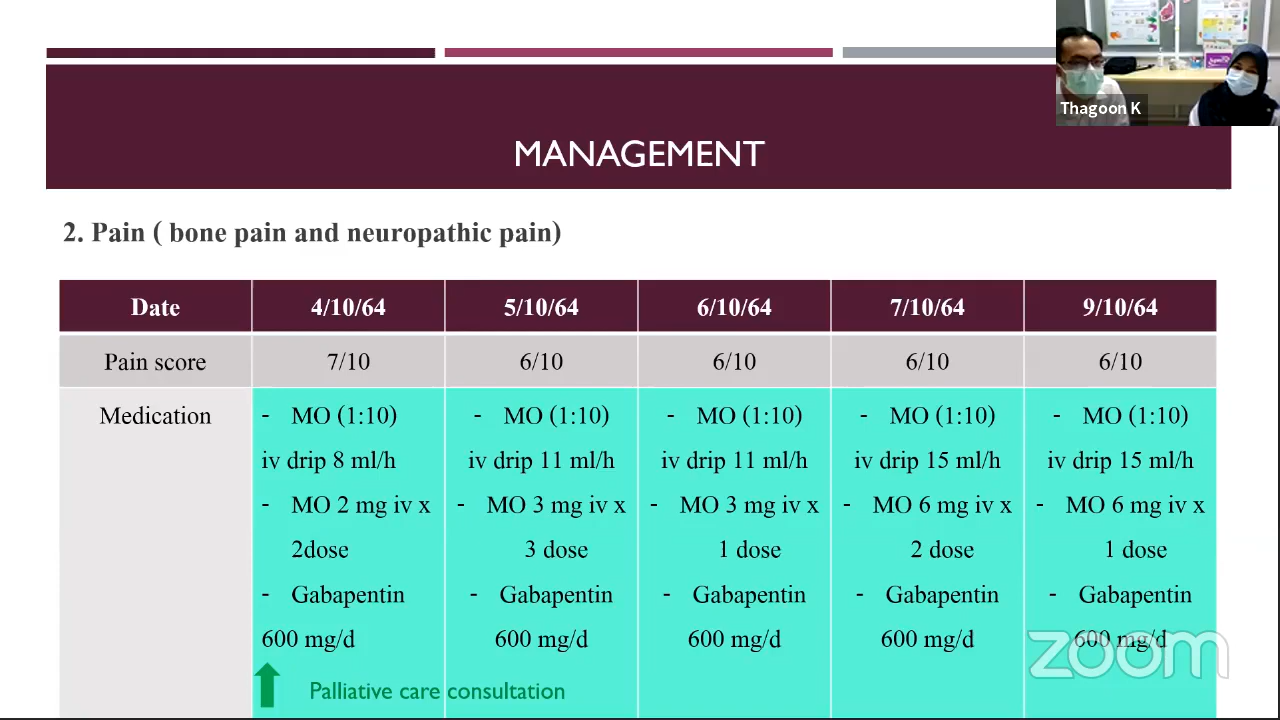 Thagoon K
MANAGEMENT
2. Pain ( bone pain and neuropathic pain)
Date 4/10/64 5/10/64 6/10/64 7/10/64 9/10/64
Pain score 7/10 6/10 6/10 6/10 6/10
Medication - MO (1:10) - MO (1:10) - MO (1:10) - MO (1:10) - MO (1:10)
iv drip 8 ml/h iv drip 11 ml/h iv drip 11 ml/h iv drip 15 ml/h iv drip 15 ml/h
- MO 2 mg iv x - MO 3 mg iv x - MO 3 mg iv x - MO 6 mg iv x - MO 6 mg iv x
2dose 3 dose 1 dose 2 dose 1 dose
- Gabapentin - Gabapentin - Gabapentin - Gabapentin - Gabapentin
600 mg/d 600 mg/d 600 mg/d 600 mg/d 600 mg/d
zoom
Palliative care consultation